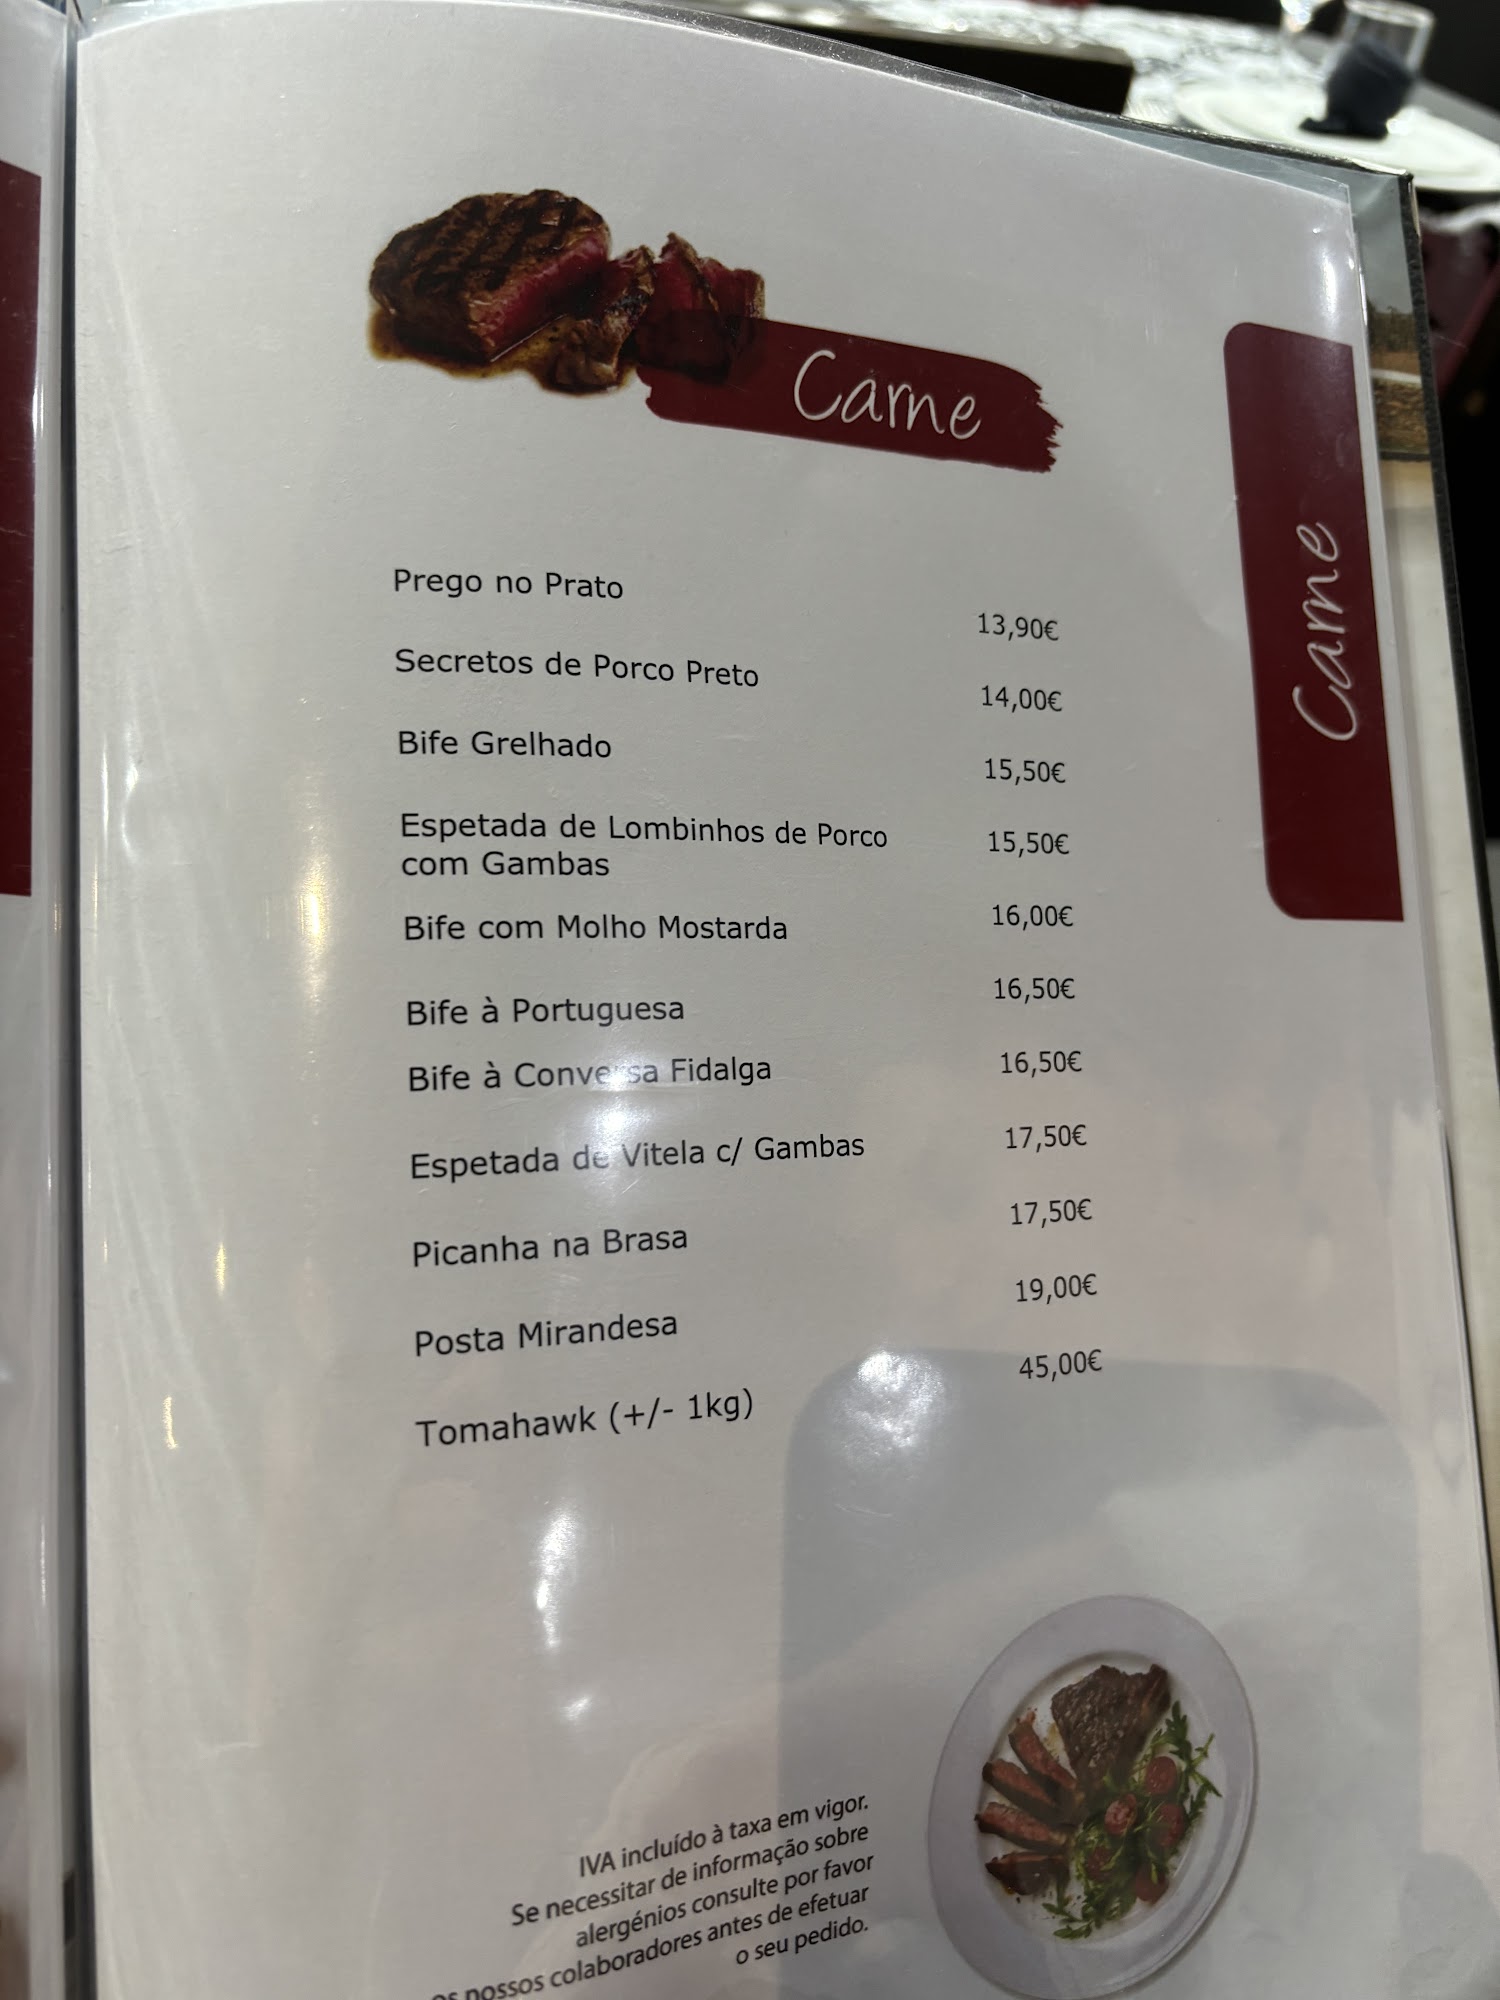 Carne
Carne
Prego no Prato
13,90€
Secretos de Porco Preto
14,00€
Bife Grelhado
15,50€
Espetada de Lombinhos de Porco
com Gambas
15,50€
Bife com Molho Mostarda
16,00€
Bife à Portuguesa
16,50€
Bife à Conversa Fidalga
16,50€
Espetada de Vitela c/ Gambas
17,50€
Picanha na Brasa
17,50€
Posta Mirandesa
19,00€
Tomahawk (+/- 1kg)
45,00€
IVA incluído à taxa em vigor.
Se necessitar de informação sobre
alergénios consulte por favor
os nossos colaboradores antes de efetuar
o seu pedido.